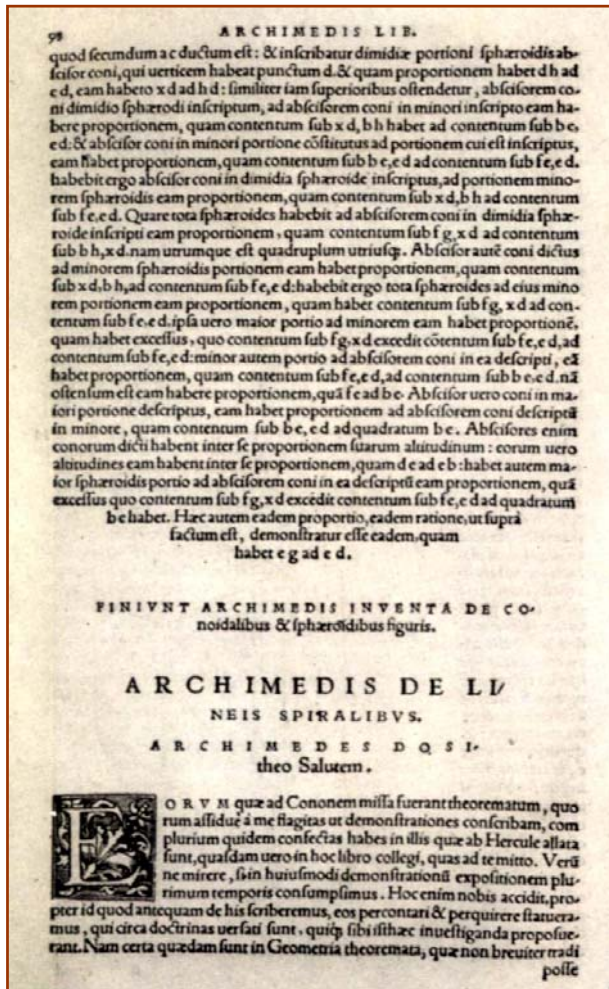 98 ARCHIMEDIS LIB.
quod secundum a c ductum est: & inscribatur dimidiæ portioni sphæroidis ab-
scisor coni, qui uerticem habeat punctum d. & quam proportionem habet d h ad
e d, eam habeto x d ad h d: similiter iam superioribus ostendetur, abscisorem co-
ni dimidio sphærodi inscriptum, ad abscisorem coni in minori inscripto eam ha-
bere proportionem, quam contentum sub x d, b h habet ad contentum sub b e,
e d: & abscisor coni in minori portione cōstitutus ad portionem cui est inscriptus,
eam habet proportionem, quam contentum sub b e, e d ad contentum sub f e, e d.
habebit ergo abscisor coni in dimidia sphæroide inscriptus, ad portionem mino-
rem sphæroidis eam proportionem, quam contentum sub x d, b h ad contentum
sub f e, e d. Quare tota sphæroides habebit ad abscisorem coni in dimidia sphæ-
roide inscripti eam proportionem, quam contentum sub f g, x d ad contentum
sub b h, x d. nam utrumque est quadruplum utriusq;. Abscisor autē coni dictus
ad minorem sphæroidis portionem eam habet proportionem, quam contentum
sub x d, b h, ad contentum sub f e, e d: habebit ergo tota sphæroides ad eius mino
rem portionem eam proportionem, quam habet contentum sub f g, x d ad con-
tentum sub f e, e d. ipsa uero maior portio ad minorem eam habet proportionē,
quam habet excessus, quo contentum sub f g, x d excedit cōtentum sub f e, e d, ad
contentum sub f e, e d: minor autem portio ad abscisorem coni in ea descripti, eā
habet proportionem, quam contentum sub f e, e d, ad contentum sub b e, e d. nā
ostensum est eam habere proportionem, quā f e ad b e. Abscisor uero coni in ma-
iori portione descriptus, eam habet proportionem ad abscisorem coni descriptū
in minore, quam contentum sub b e, e d ad quadratum b e. Abscisores enim
conorum dicti habent inter se proportionem suarum altitudinum: eorum uero
altitudines eam habent inter se proportionem, quam d e ad e b: habet autem ma-
ior sphæroidis portio ad abscisorem coni in ea descriptū eam proportionem, quā
excessus quo contentum sub f g, x d excedit contentum sub f e, e d ad quadratum
b e habet. Hæc autem eadem proportio, eadem ratione, ut suprà
factum est, demonstratur esse eadem, quam
habet e g ad e d.
FINIVNT ARCHIMEDIS INVENTA DE CO-
noidalibus & sphæroidibus figuris.
ARCHIMEDIS DE LI/
NEIS SPIRALIBVS.
ARCHIMEDES DOSI-
theo Salutem.
EORVM quæ ad Cononem missa fuerant theorematum, quo
rum assiduè à me flagitas ut demonstrationes conscribam, com
plurium quidem confectas habes in illis quæ ab Hercule allata
sunt, quasdam uero in hoc libro collegi, quas ad te mitto. Verū
ne mirere, si in huiusmodi demonstrationū expositionem plu-
rimum temporis consumpsimus. Hoc enim nobis accidit, pro-
pter id quod antequam de his scriberemus, eos percontari & perquirere statuera-
mus, qui circa doctrinas uersati sunt, quiq; sibi isthæc inuestiganda proposue-
rant. Nam certa quædam sunt in Geometria theoremata, quæ non breuiter tradi
posse